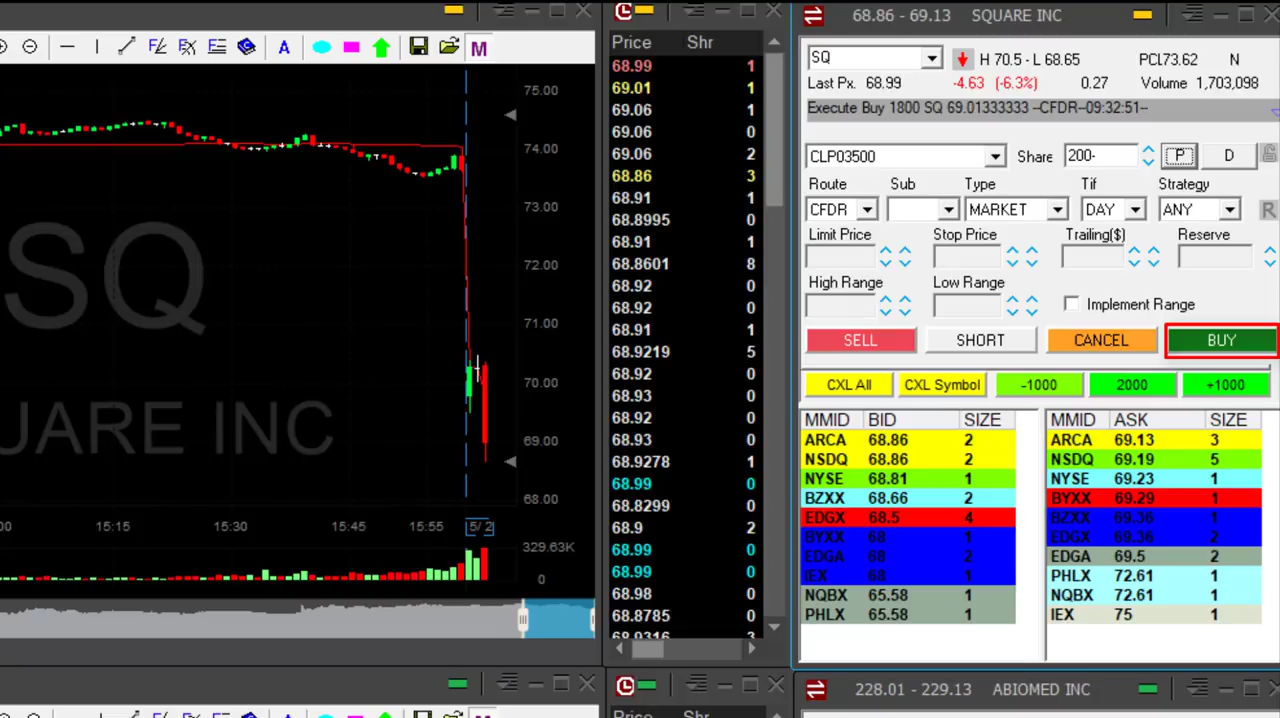 68.86 - 69.13 SQUARE INC
A M
Price Shr
68.99 1
69.01 1
69.06 1
69.06 0
69.06 2
68.86 3
68.91 1
68.8995 0
68.91 1
68.8601 8
68.92 0
68.92 0
68.91 1
68.9219 5
68.92 0
68.93 0
68.92 0
68.93 0
68.9278 1
68.99 0
68.8299 0
68.9 2
68.99 0
68.99 0
68.98 0
68.8785 0
68.9316 3
75.00
74.00
73.00
72.00
71.00
70.00
69.00
68.00
SQ
UARE INC
00 15:15 15:30 15:45 15:55 5/ 2
329.63K
0
SQ H 70.5 - L 68.65 PCL73.62 N
Last Px. 68.99 -4.63 (-6.3%) 0.27 Volume 1,703,098
Execute Buy 1800 SQ 69.01333333 --CFDR--09:32:51--
CLP03500 Share 200- P D
Route Sub Type Tif Strategy
CFDR MARKET DAY ANY R
Limit Price Stop Price Trailing($) Reserve
High Range Low Range
Implement Range
SELL SHORT CANCEL BUY
CXL All CXL Symbol -1000 2000 +1000
MMID BID SIZE MMID ASK SIZE
ARCA 68.86 2 ARCA 69.13 3
NSDQ 68.86 2 NSDQ 69.19 5
NYSE 68.81 1 NYSE 69.23 1
BZXX 68.66 2 BYXX 69.29 1
EDGX 68.5 4 BZXX 69.36 1
BYXX 68 1 EDGX 69.36 2
EDGA 68 2 EDGA 69.5 2
IEX 68 1 PHLX 72.61 1
NQBX 65.58 1 NQBX 72.61 1
PHLX 65.58 1 IEX 75 1
228.01 - 229.13 ABIOMED INC
Price Shr